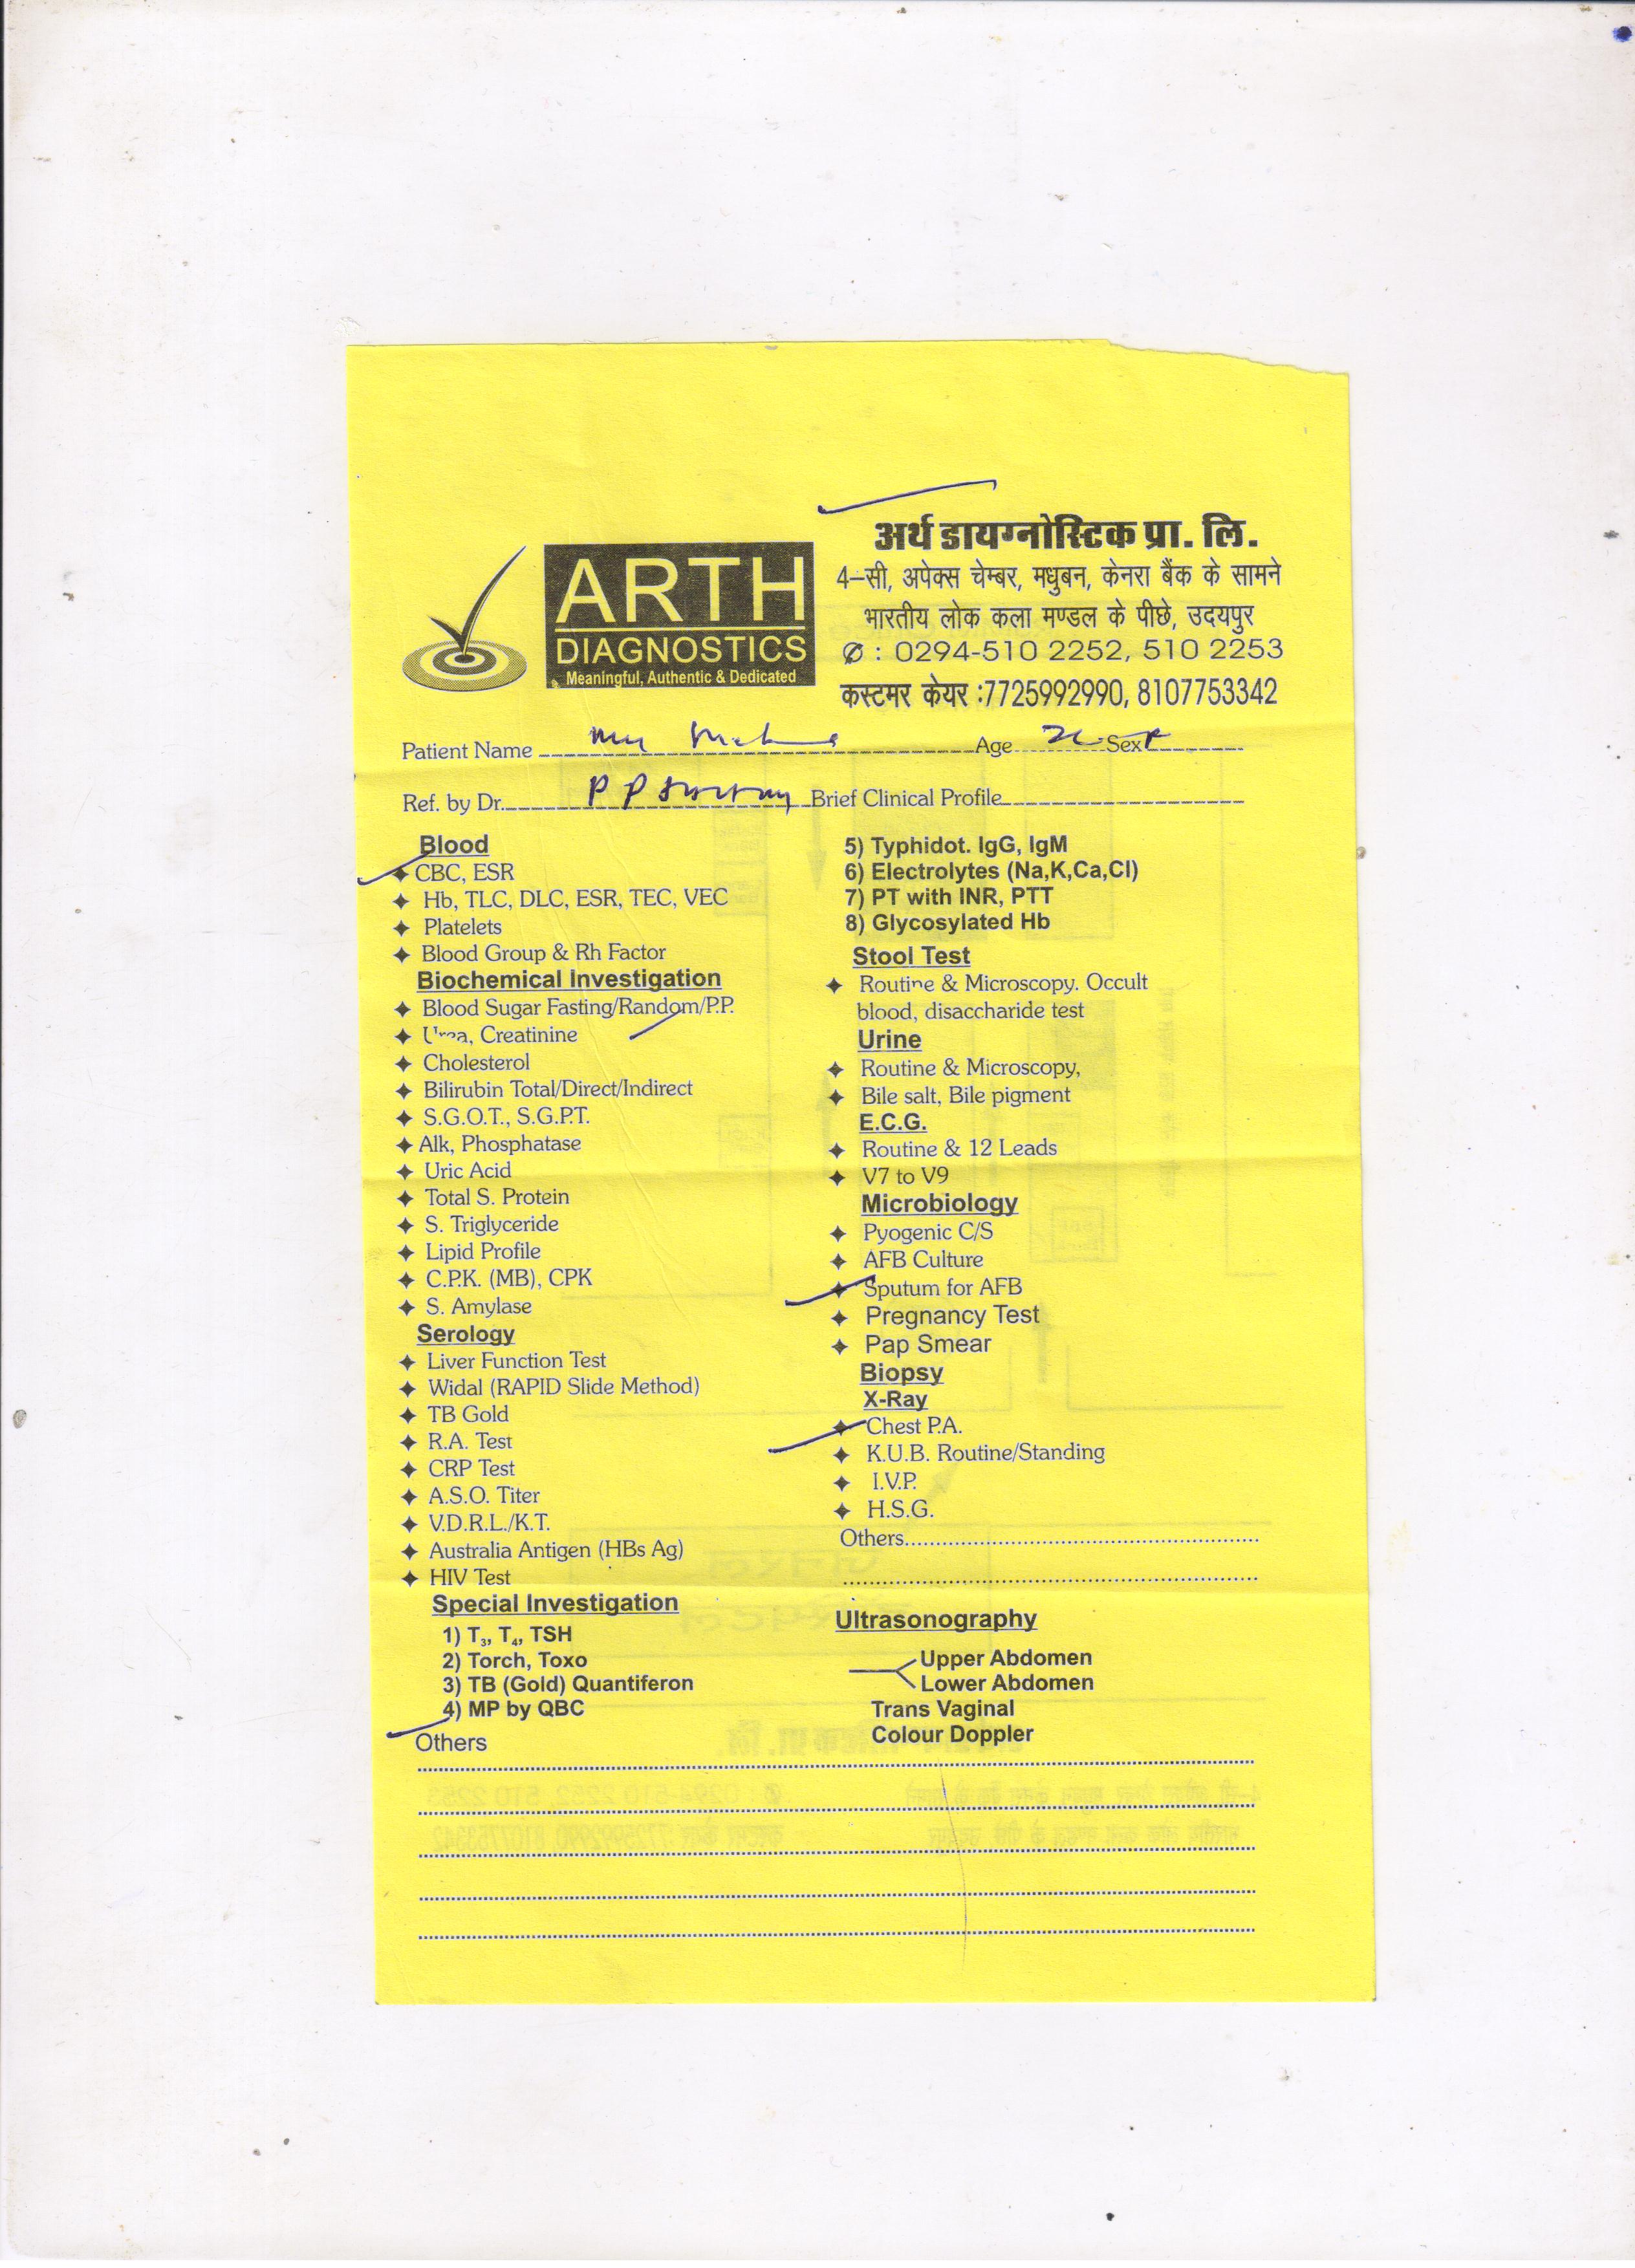 अर्थ डायग्नोस्टिक प्रा. लि.
ARTH
DIAGNOSTICS
Meaningful, Authentic & Dedicated
4-सी, अपेक्स चेम्बर, मधुबन, केनरा बैंक के सामने
भारतीय लोक कला मण्डल के पीछे, उदयपुर
: 0294-510 2252, 510 2253
कस्टमर केयर :7725992990, 8107753342
Patient Name Age Sex
Ref. by Dr. P P Brief Clinical Profile
Blood
CBC, ESR
Hb, TLC, DLC, ESR, TEC, VEC
Platelets
Blood Group & Rh Factor
Biochemical Investigation
Blood Sugar Fasting/Random/P.P.
Urea, Creatinine
Cholesterol
Bilirubin Total/Direct/Indirect
S.G.O.T., S.G.P.T.
Alk, Phosphatase
Uric Acid
Total S. Protein
S. Triglyceride
Lipid Profile
C.P.K. (MB), CPK
S. Amylase
Serology
Liver Function Test
Widal (RAPID Slide Method)
TB Gold
R.A. Test
CRP Test
A.S.O. Titer
V.D.R.L./K.T.
Australia Antigen (HBs Ag)
HIV Test
Special Investigation
1) T3, T4, TSH
2) Torch, Toxo
3) TB (Gold) Quantiferon
4) MP by QBC
Others
5) Typhidot. IgG, IgM
6) Electrolytes (Na,K,Ca,Cl)
7) PT with INR, PTT
8) Glycosylated Hb
Stool Test
Routine & Microscopy. Occult
blood, disaccharide test
Urine
Routine & Microscopy,
Bile salt, Bile pigment
E.C.G.
Routine & 12 Leads
V7 to V9
Microbiology
Pyogenic C/S
AFB Culture
Sputum for AFB
Pregnancy Test
Pap Smear
Biopsy
X-Ray
Chest P.A.
K.U.B. Routine/Standing
I.V.P.
H.S.G.
Others
Ultrasonography
Upper Abdomen
Lower Abdomen
Trans Vaginal
Colour Doppler